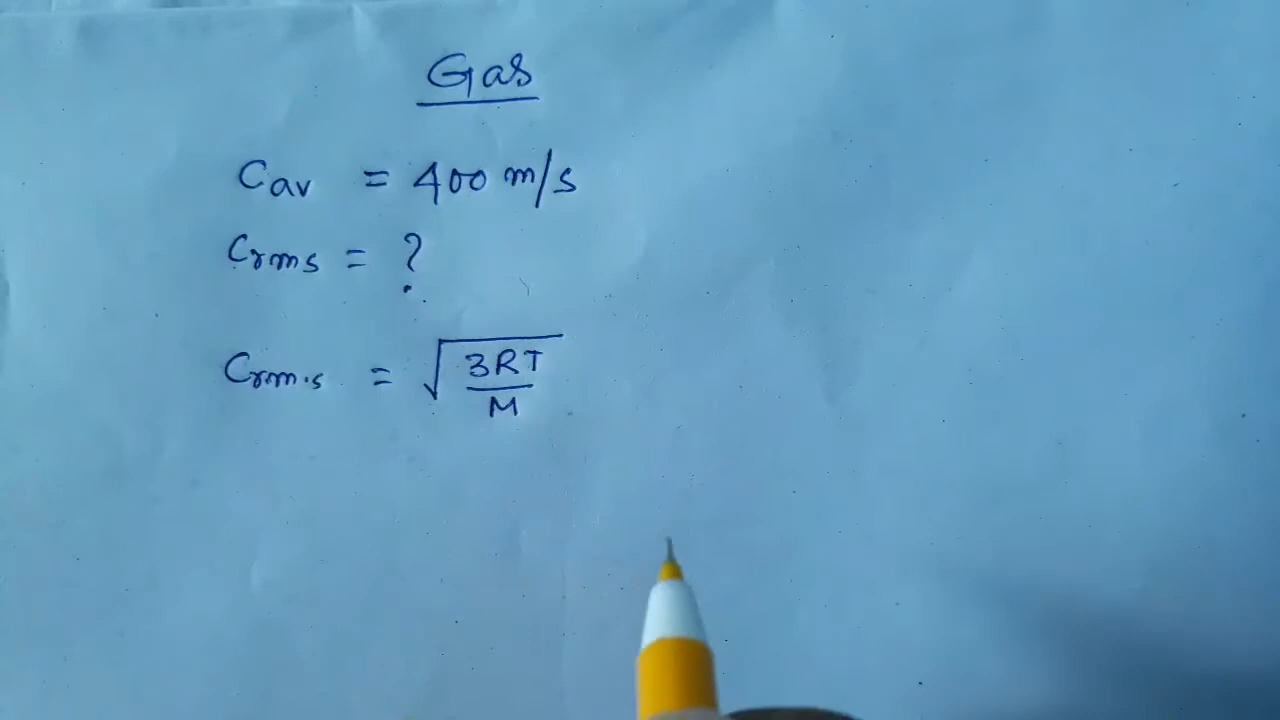 Gas
Cav = 400 m/s
Crms = ?
Crm.s = √3RT/M